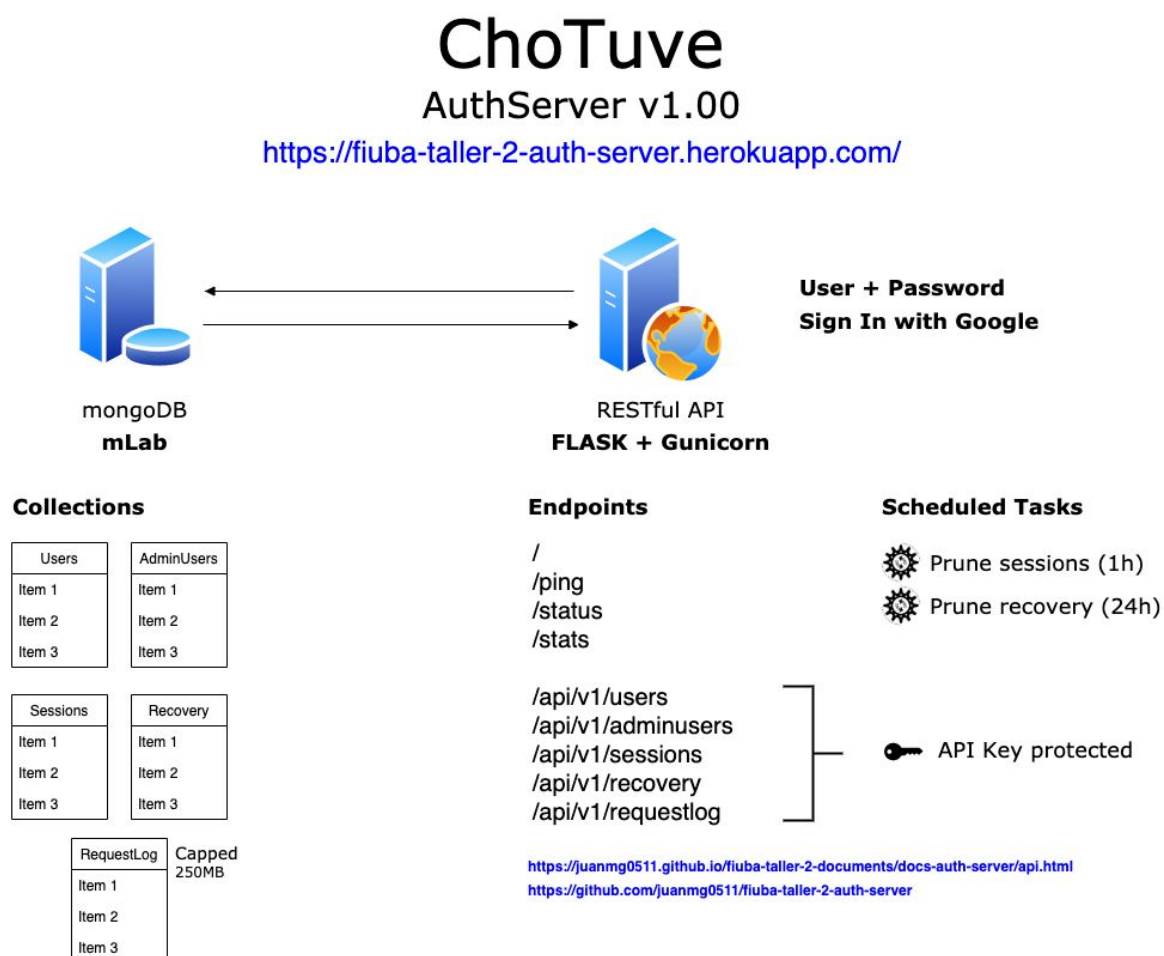 ChoTuve
AuthServer v1.00
https://fiuba-taller-2-auth-server.herokuapp.com/
User + Password
Sign In with Google
mongoDB
mLab
RESTful API
FLASK + Gunicorn
Collections
Users
Item 1
Item 2
Item 3
AdminUsers
Item 1
Item 2
Item 3
Sessions
Item 1
Item 2
Item 3
Recovery
Item 1
Item 2
Item 3
RequestLog
Item 1
Item 2
Item 3
Capped
250MB
Endpoints
/
/ping
/status
/stats
/api/v1/users
/api/v1/adminusers
/api/v1/sessions
/api/v1/recovery
/api/v1/requestlog
Scheduled Tasks
Prune sessions (1h)
Prune recovery (24h)
API Key protected
https://juanmg0511.github.io/fiuba-taller-2-documents/docs-auth-server/api.html
https://github.com/juanmg0511/fiuba-taller-2-auth-server